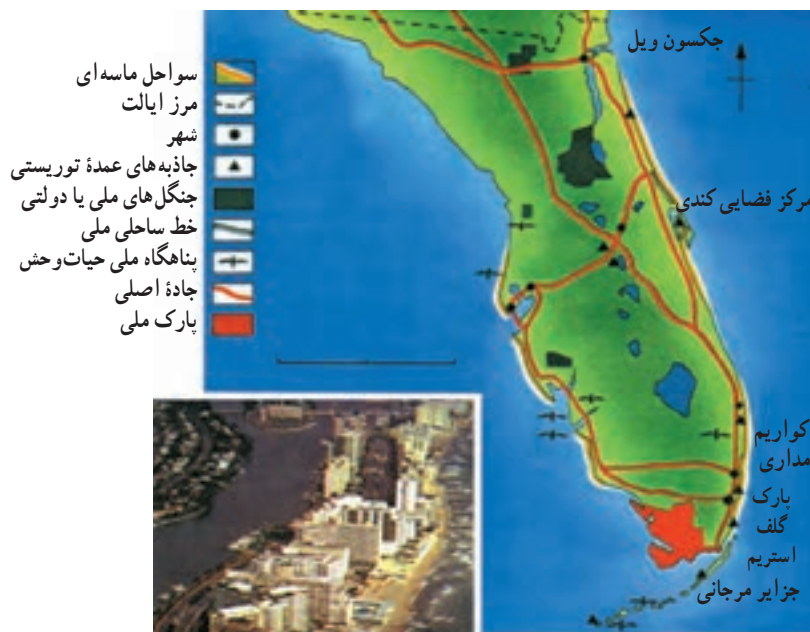 جکسون ویل
سواحل ماسه‌ای
مرز ایالت
شهر
جاذبه‌های عمدهٔ توریستی
جنگل‌های ملی یا دولتی
خط ساحلی ملی
پناهگاه ملی حیات‌وحش
جادهٔ اصلی
پارک ملی
مرکز فضایی کندی
کواریم
مداری
پارک
گلف
استریم
جزایر مرجانی